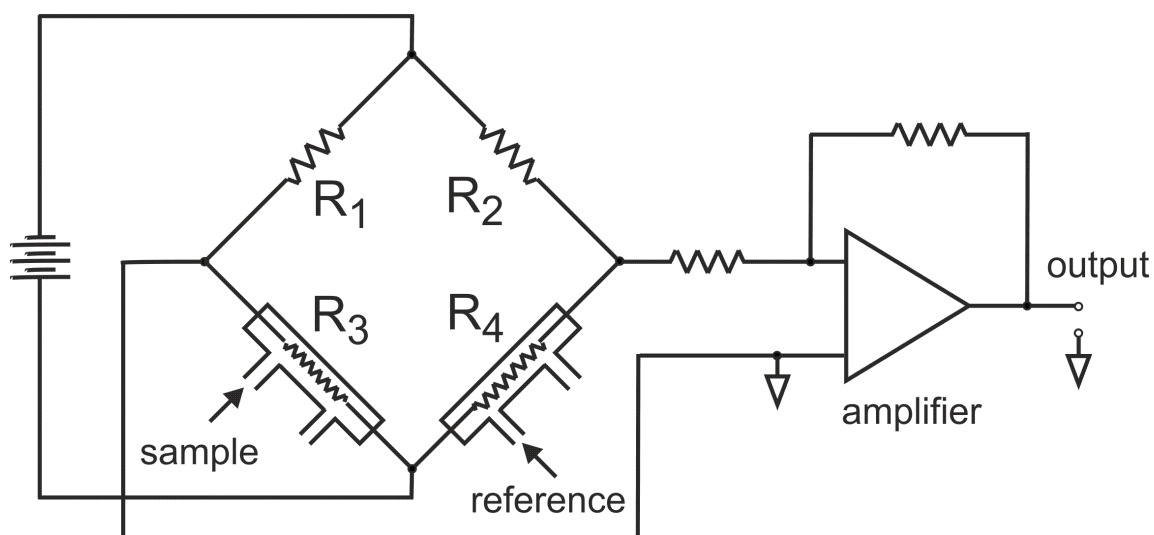 R1
R2
output
R3
R4
amplifier
sample
reference